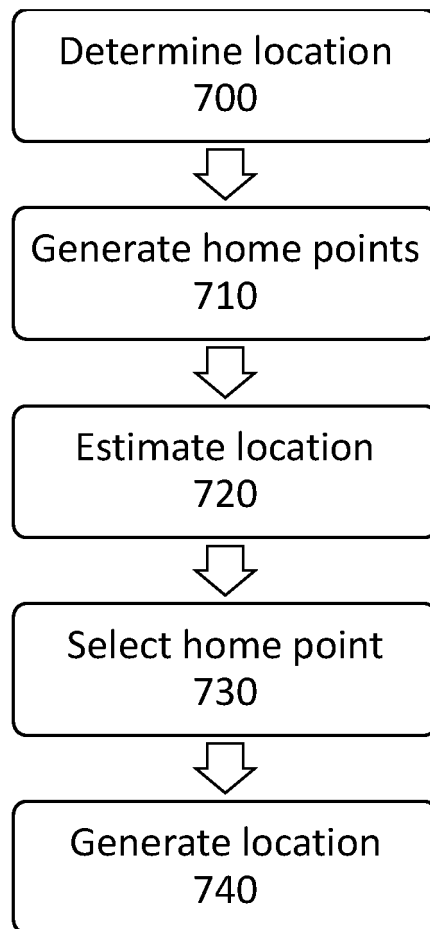 Determine location
700
Generate home points
710
Estimate location
720
Select home point
730
Generate location
740